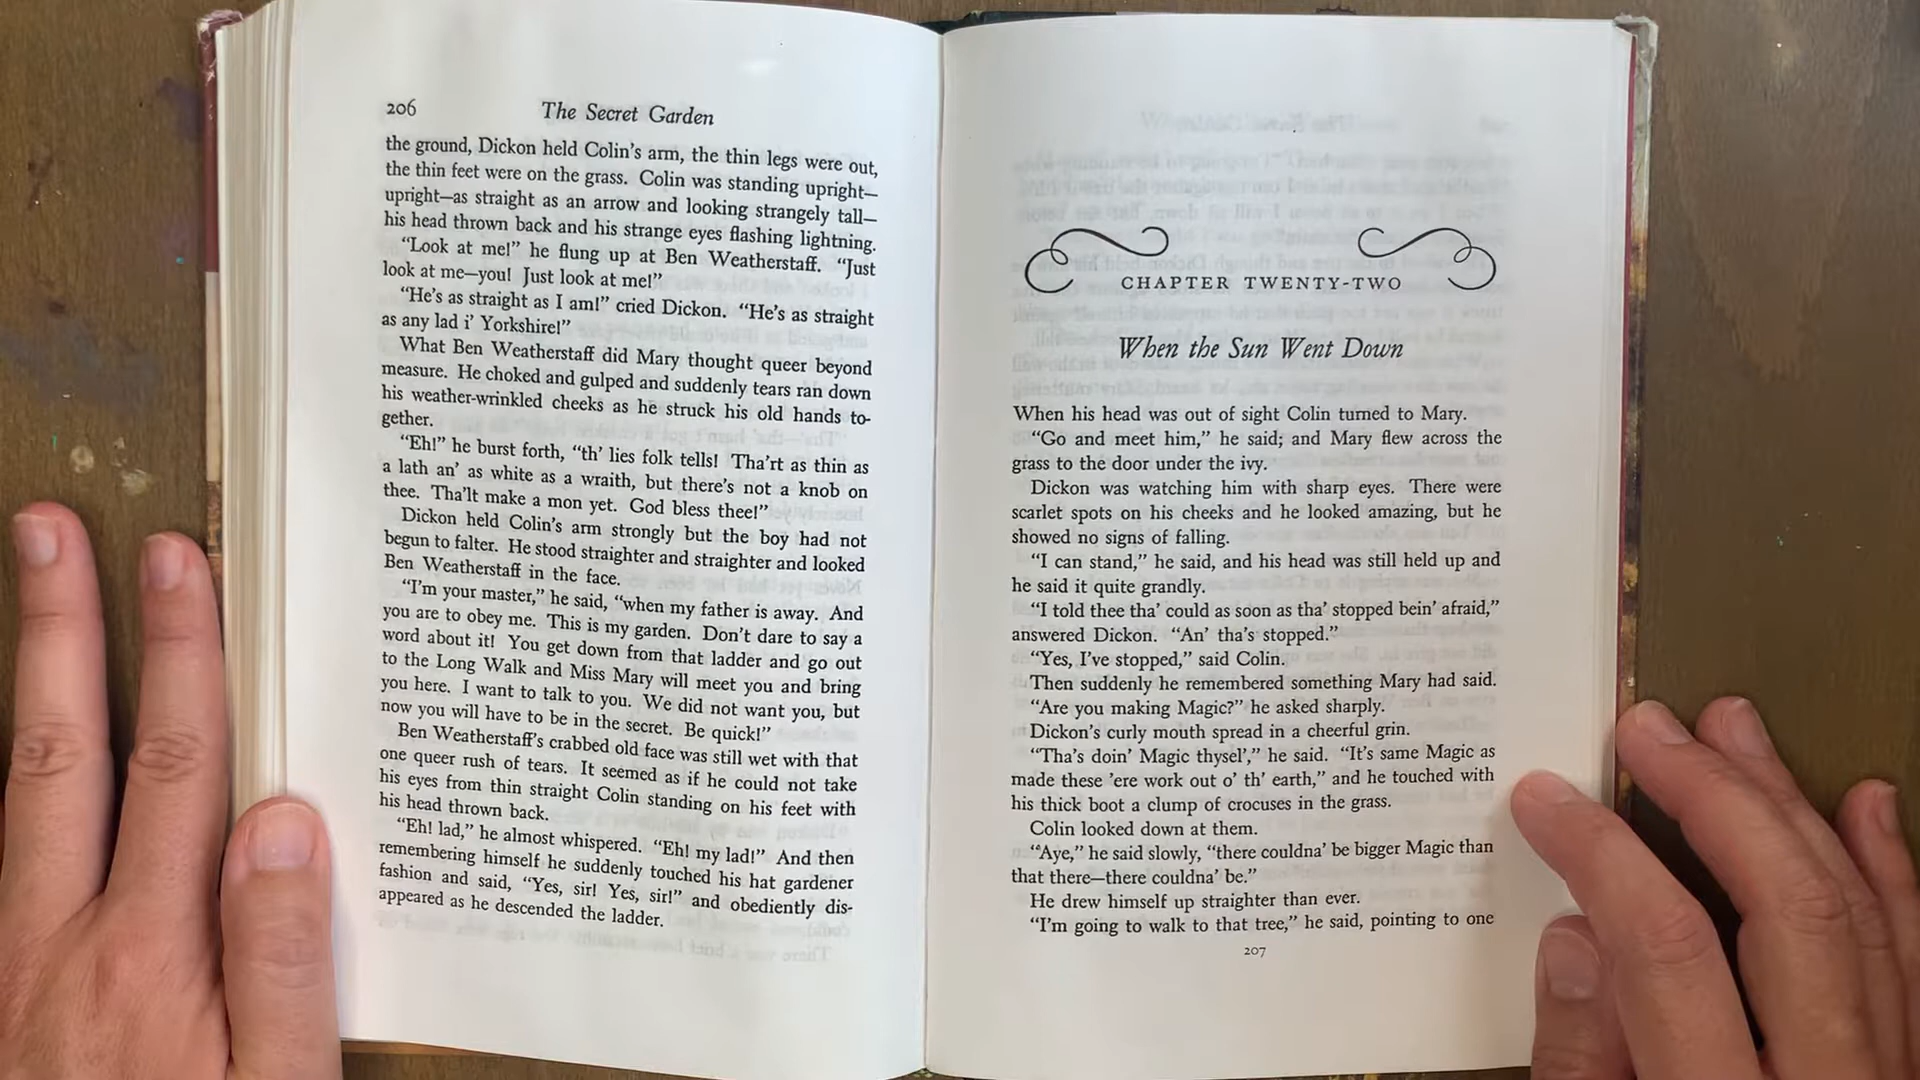 206
The Secret Garden
the ground, Dickon held Colin's arm, the thin legs were out,
the thin feet were on the grass. Colin was standing upright—
upright—as straight as an arrow and looking strangely tall—
his head thrown back and his strange eyes flashing lightning.
“Look at me!” he flung up at Ben Weatherstaff. “Just
look at me—you! Just look at me!”
“He's as straight as I am!” cried Dickon. “He's as straight
as any lad i' Yorkshire!”
What Ben Weatherstaff did Mary thought queer beyond
measure. He choked and gulped and suddenly tears ran down
his weather-wrinkled cheeks as he struck his old hands to-
gether.
“Eh!” he burst forth, “th' lies folk tells! Tha'rt as thin as
a lath an' as white as a wraith, but there's not a knob on
thee. Tha'lt make a mon yet. God bless thee!”
Dickon held Colin's arm strongly but the boy had not
begun to falter. He stood straighter and straighter and looked
Ben Weatherstaff in the face.
“I'm your master,” he said, “when my father is away. And
you are to obey me. This is my garden. Don't dare to say a
word about it! You get down from that ladder and go out
to the Long Walk and Miss Mary will meet you and bring
you here. I want to talk to you. We did not want you, but
now you will have to be in the secret. Be quick!”
Ben Weatherstaff's crabbed old face was still wet with that
one queer rush of tears. It seemed as if he could not take
his eyes from thin straight Colin standing on his feet with
his head thrown back.
“Eh! lad,” he almost whispered. “Eh! my lad!” And then
remembering himself he suddenly touched his hat gardener
fashion and said, “Yes, sir! Yes, sir!” and obediently dis-
appeared as he descended the ladder.
CHAPTER TWENTY-TWO
When the Sun Went Down
When his head was out of sight Colin turned to Mary.
“Go and meet him,” he said; and Mary flew across the
grass to the door under the ivy.
Dickon was watching him with sharp eyes. There were
scarlet spots on his cheeks and he looked amazing, but he
showed no signs of falling.
“I can stand,” he said, and his head was still held up and
he said it quite grandly.
“I told thee tha' could as soon as tha' stopped bein' afraid,”
answered Dickon. “An' tha's stopped.”
“Yes, I've stopped,” said Colin.
Then suddenly he remembered something Mary had said.
“Are you making Magic?” he asked sharply.
Dickon's curly mouth spread in a cheerful grin.
“Tha's doin' Magic thysel',” he said. “It's same Magic as
made these 'ere work out o' th' earth,” and he touched with
his thick boot a clump of crocuses in the grass.
Colin looked down at them.
“Aye,” he said slowly, “there couldna' be bigger Magic than
that there—there couldna' be.”
He drew himself up straighter than ever.
“I'm going to walk to that tree,” he said, pointing to one
207